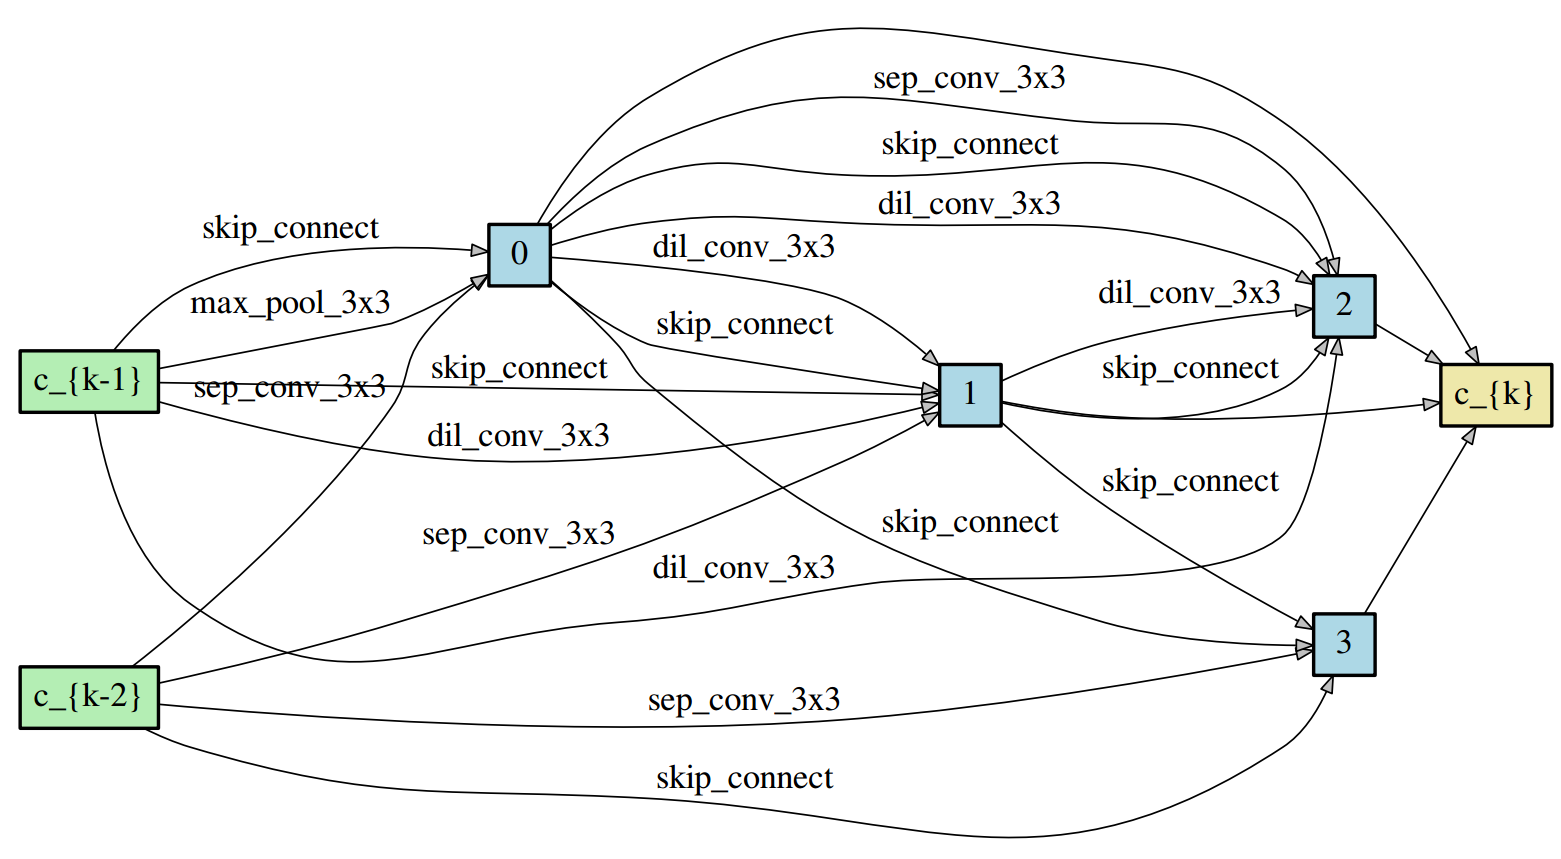 sep_conv_3x3
skip_connect
dil_conv_3x3
skip_connect
dil_conv_3x3
0
max_pool_3x3
dil_conv_3x3
2
skip_connect
c_{k-1}
sep_conv_3x3
skip_connect
skip_connect
1
c_{k}
dil_conv_3x3
skip_connect
sep_conv_3x3
skip_connect
dil_conv_3x3
3
c_{k-2}
sep_conv_3x3
skip_connect